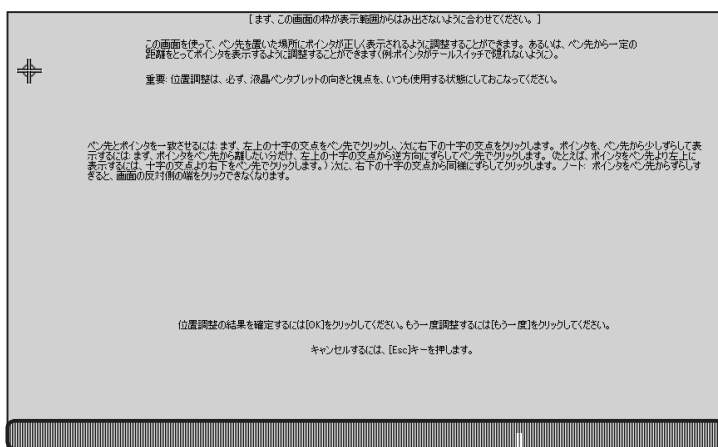 [ まず、この画面の枠が表示範囲からはみ出さないように合わせてください。 ]
この画面を使って、ペン先を置いた場所にポインタが正しく表示されるように調整することができます。あるいは、ペン先から一定の
距離をとってポインタを表示するように調整することができます(例:ポインタがテールスイッチで隠れないように)。
重要: 位置調整は、必ず、液晶ペンタブレットの向きと視点を、いつも使用する状態にしておこなってください。
ペン先とポインタを一致させるには: まず、左上の十字の交点をペン先でクリックし、次に右下の十字の交点をクリックします。ポインタを、ペン先から少しずらして表
示するには: まず、ポインタをペン先から離したい分だけ、左上の十字の交点から逆方向にずらしてペン先でクリックします。(たとえば、ポインタをペン先より左上に
表示するには、十字の交点より右下をペン先でクリックします。) 次に、右下の十字の交点から同様にずらしてクリックします。ノート: ポインタをペン先からずらしす
ぎると、画面の反対側の端をクリックできなくなります。
位置調整の結果を確定するには[OK]をクリックしてください。もう一度調整するには[もう一度]をクリックしてください。
キャンセルするには、[Esc]キーを押します。